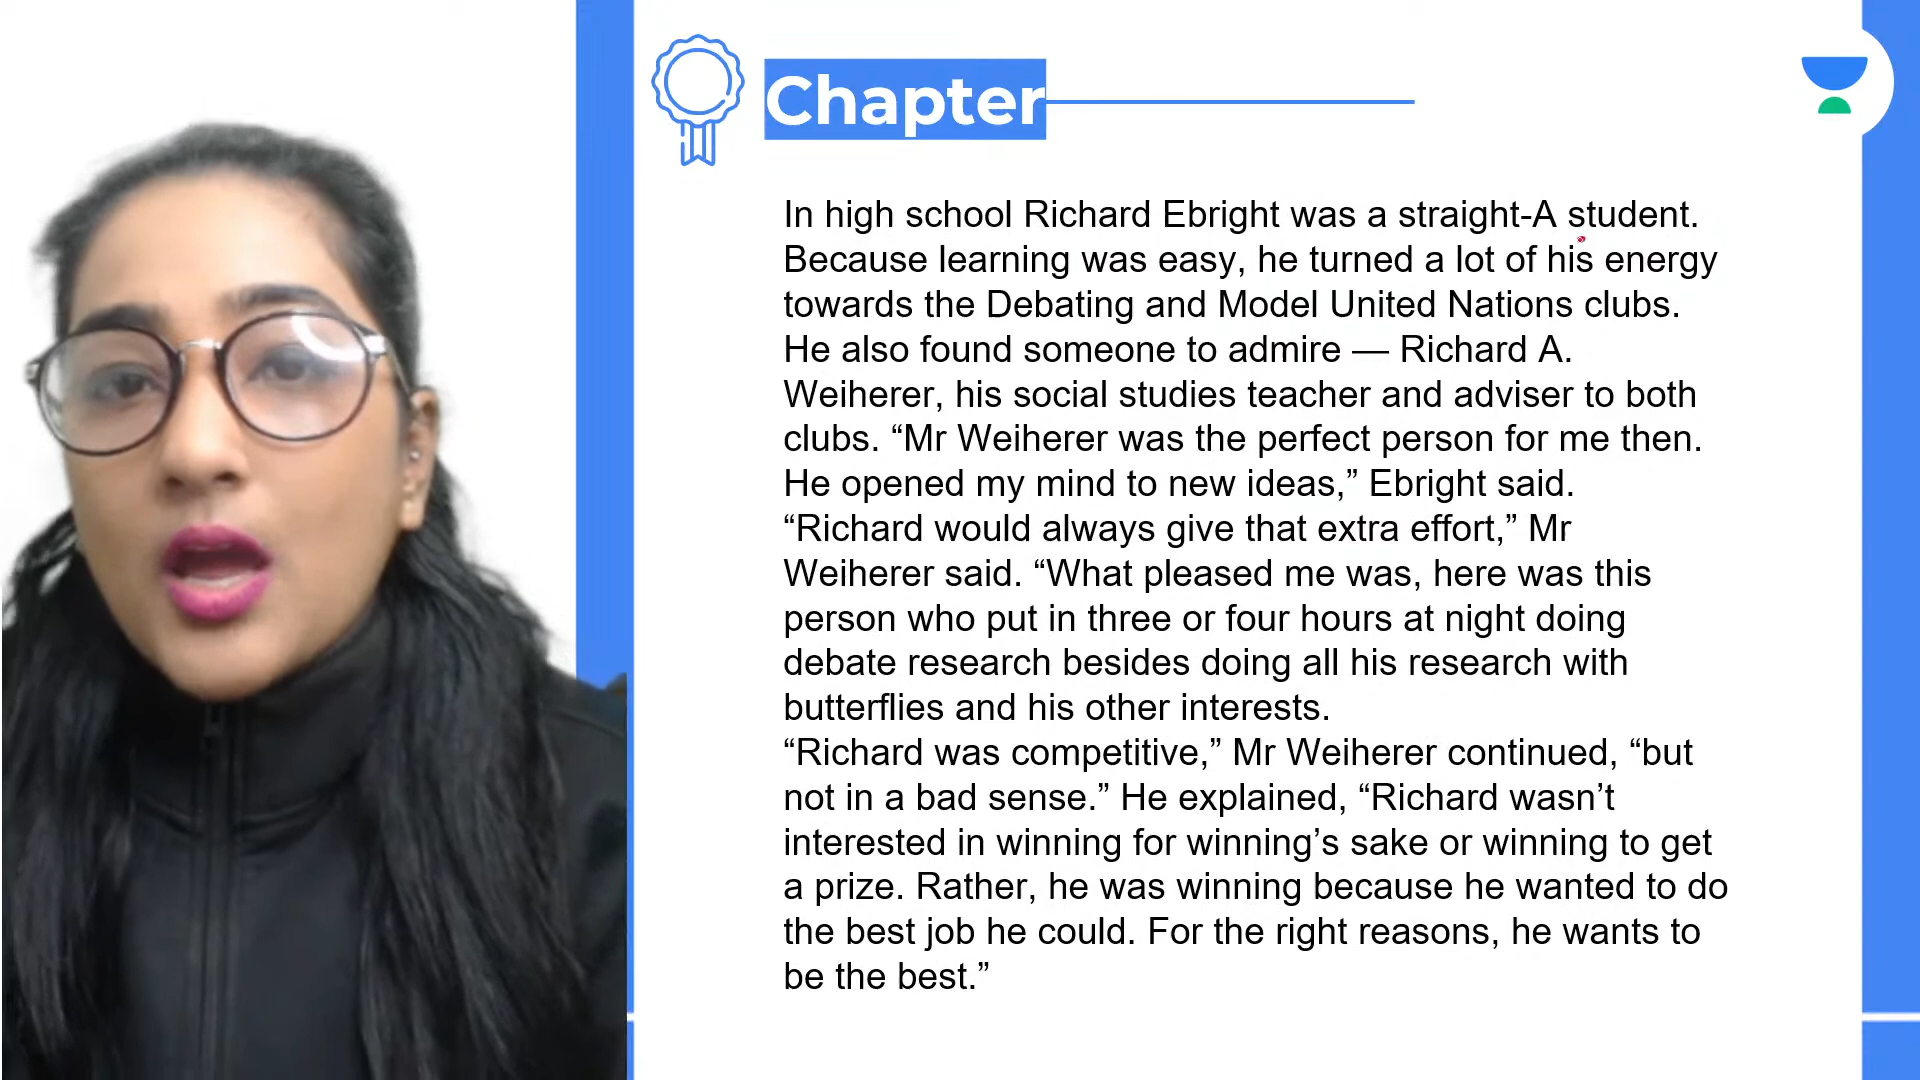 Chapter
In high school Richard Ebright was a straight-A student.
Because learning was easy, he turned a lot of his energy
towards the Debating and Model United Nations clubs.
He also found someone to admire — Richard A.
Weiherer, his social studies teacher and adviser to both
clubs. “Mr Weiherer was the perfect person for me then.
He opened my mind to new ideas,” Ebright said.
“Richard would always give that extra effort,” Mr
Weiherer said. “What pleased me was, here was this
person who put in three or four hours at night doing
debate research besides doing all his research with
butterflies and his other interests.
“Richard was competitive,” Mr Weiherer continued, “but
not in a bad sense.” He explained, “Richard wasn’t
interested in winning for winning’s sake or winning to get
a prize. Rather, he was winning because he wanted to do
the best job he could. For the right reasons, he wants to
be the best.”